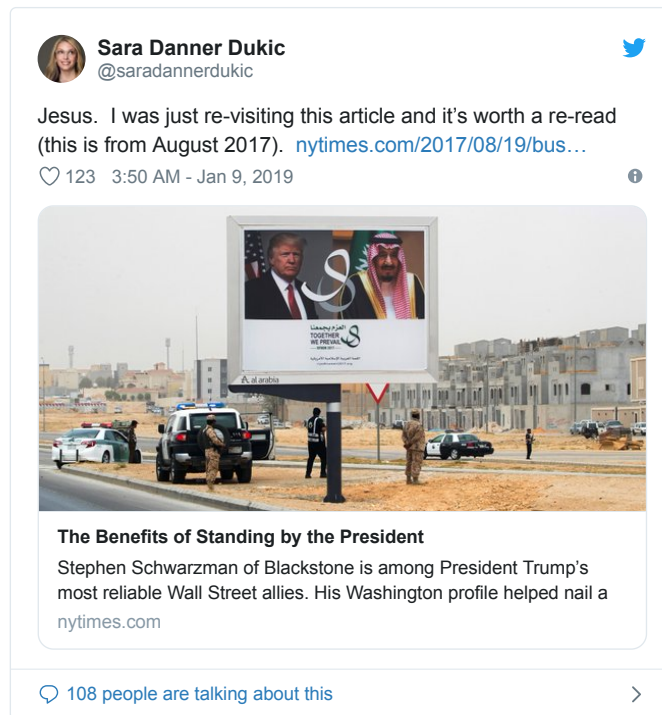 Sara Danner Dukic
@saradannerdukic
Jesus.  I was just re-visiting this article and it’s worth a re-read
(this is from August 2017).  nytimes.com/2017/08/19/bus…
123 3:50 AM - Jan 9, 2019
العزم يجمعنا
TOGETHER
WE PREVAIL
Al arabia
The Benefits of Standing by the President
Stephen Schwarzman of Blackstone is among President Trump’s
most reliable Wall Street allies. His Washington profile helped nail a
nytimes.com
108 people are talking about this